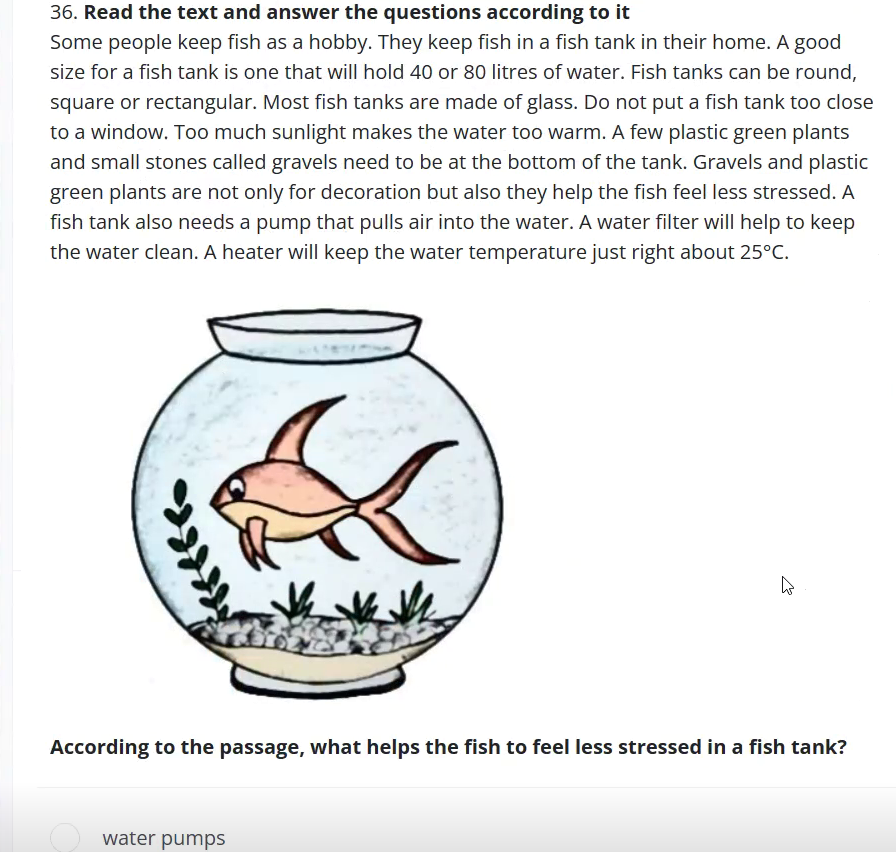 36. Read the text and answer the questions according to it
Some people keep fish as a hobby. They keep fish in a fish tank in their home. A good
size for a fish tank is one that will hold 40 or 80 litres of water. Fish tanks can be round,
square or rectangular. Most fish tanks are made of glass. Do not put a fish tank too close
to a window. Too much sunlight makes the water too warm. A few plastic green plants
and small stones called gravels need to be at the bottom of the tank. Gravels and plastic
green plants are not only for decoration but also they help the fish feel less stressed. A
fish tank also needs a pump that pulls air into the water. A water filter will help to keep
the water clean. A heater will keep the water temperature just right about 25°C.
According to the passage, what helps the fish to feel less stressed in a fish tank?
water pumps